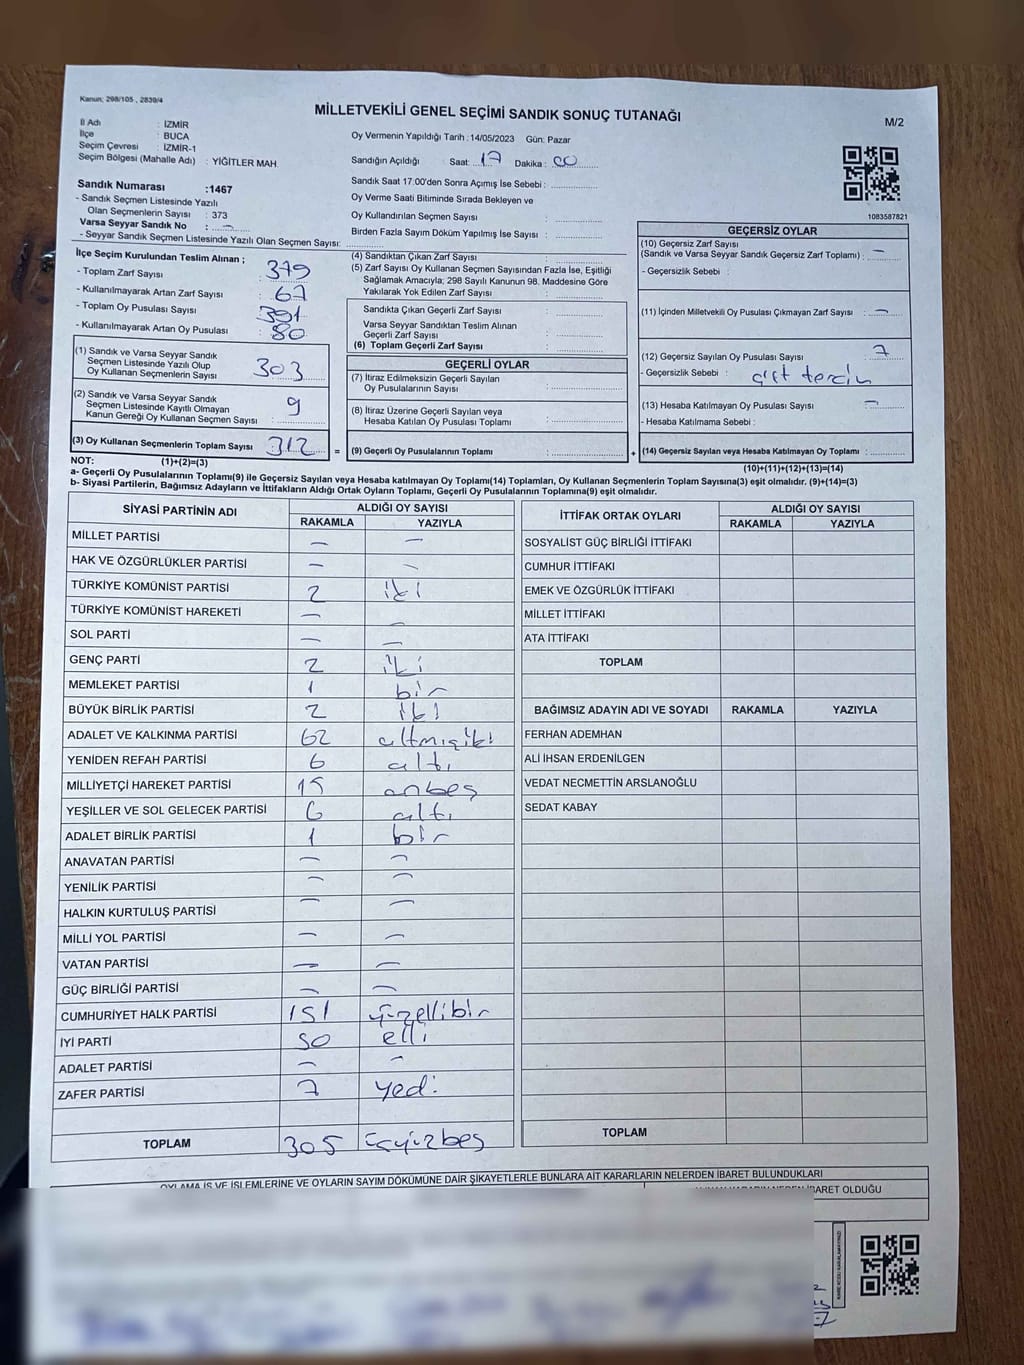 Kanun; 298/105 , 2839/4
MİLLETVEKİLİ GENEL SEÇİMİ SANDIK SONUÇ TUTANAĞI
M/2
İl Adı : İZMİR
İlçe : BUCA
Seçim Çevresi : İZMİR-1
Seçim Bölgesi (Mahalle Adı) : YİĞİTLER MAH.
Oy Vermenin Yapıldığı Tarih : 14/05/2023 Gün: Pazar
Sandığın Açıldığı Saat: 17 Dakika : 00
Sandık Saat 17.00'den Sonra Açımış İse Sebebi :
Oy Verme Saati Bitiminde Sırada Bekleyen ve
Oy Kullandırılan Seçmen Sayısı :
Birden Fazla Sayım Döküm Yapılmış İse Sayısı :
1083587821
Sandık Numarası :1467
- Sandık Seçmen Listesinde Yazılı
Olan Seçmenlerin Sayısı : 373
Varsa Seyyar Sandık No : -
- Seyyar Sandık Seçmen Listesinde Yazılı Olan Seçmen Sayısı:
İlçe Seçim Kurulundan Teslim Alınan ;
- Toplam Zarf Sayısı : 379
- Kullanılmayarak Artan Zarf Sayısı : 67
- Toplam Oy Pusulası Sayısı : 391
- Kullanılmayarak Artan Oy Pusulası : 80
(1) Sandık ve Varsa Seyyar Sandık
Seçmen Listesinde Yazılı Olup
Oy Kullanan Seçmenlerin Sayısı : 303
(2) Sandık ve Varsa Seyyar Sandık
Seçmen Listesinde Kayıtlı Olmayan
Kanun Gereği Oy Kullanan Seçmen Sayısı : 9
(3) Oy Kullanan Seçmenlerin Toplam Sayısı : 312
=
(4) Sandıktan Çıkan Zarf Sayısı :
(5) Zarf Sayısı Oy Kullanan Seçmen Sayısından Fazla İse, Eşitliği
Sağlamak Amacıyla; 298 Sayılı Kanunun 98. Maddesine Göre
Yakılarak Yok Edilen Zarf Sayısı :
Sandıkta Çıkan Geçerli Zarf Sayısı :
Varsa Seyyar Sandıktan Teslim Alınan
Geçerli Zarf Sayısı :
(6) Toplam Geçerli Zarf Sayısı :
GEÇERLİ OYLAR
(7) İtiraz Edilmeksizin Geçerli Sayılan
Oy Pusulalarının Sayısı :
(8) İtiraz Üzerine Geçerli Sayılan veya
Hesaba Katılan Oy Pusulası Toplamı :
(9) Geçerli Oy Pusulalarının Toplamı :
+
GEÇERSİZ OYLAR
(10) Geçersiz Zarf Sayısı
(Sandık ve Varsa Seyyar Sandık Geçersiz Zarf Toplamı) : -
- Geçersizlik Sebebi :
(11) İçinden Milletvekili Oy Pusulası Çıkmayan Zarf Sayısı : -
(12) Geçersiz Sayılan Oy Pusulası Sayısı : 7
- Geçersizlik Sebebi : çift tercih
(13) Hesaba Katılmayan Oy Pusulası Sayısı : -
- Hesaba Katılmama Sebebi :
(14) Geçersiz Sayılan veya Hesaba Katılmayan Oy Toplamı :
NOT: (1)+(2)=(3)
(10)+(11)+(12)+(13)=(14)
a- Geçerli Oy Pusulalarının Toplamı(9) ile Geçersiz Sayılan veya Hesaba katılmayan Oy Toplamı(14) Toplamları, Oy Kullanan Seçmenlerin Toplam Sayısına(3) eşit olmalıdır. (9)+(14)=(3)
b- Siyasi Partilerin, Bağımsız Adayların ve İttifakların Aldığı Ortak Oyların Toplamı, Geçerli Oy Pusulalarının Toplamına(9) eşit olmalıdır.
SİYASİ PARTİNİN ADI ALDIĞI OY SAYISI
RAKAMLA YAZIYLA
MİLLET PARTİSİ - -
HAK VE ÖZGÜRLÜKLER PARTİSİ - -
TÜRKİYE KOMÜNİST PARTİSİ 2 iki
TÜRKİYE KOMÜNİST HAREKETİ - -
SOL PARTİ - -
GENÇ PARTİ 2 iki
MEMLEKET PARTİSİ 1 bir
BÜYÜK BİRLİK PARTİSİ 2 iki
ADALET VE KALKINMA PARTİSİ 62 altmışiki
YENİDEN REFAH PARTİSİ 6 altı
MİLLİYETÇİ HAREKET PARTİSİ 15 onbeş
YEŞİLLER VE SOL GELECEK PARTİSİ 6 altı
ADALET BİRLİK PARTİSİ 1 bir
ANAVATAN PARTİSİ - -
YENİLİK PARTİSİ - -
HALKIN KURTULUŞ PARTİSİ - -
MİLLİ YOL PARTİSİ - -
VATAN PARTİSİ - -
GÜÇ BİRLİĞİ PARTİSİ - -
CUMHURİYET HALK PARTİSİ 151 yüzellibir
İYİ PARTİ 50 elli
ADALET PARTİSİ - -
ZAFER PARTİSİ 7 yedi
TOPLAM 305 üçyüzbeş
İTTİFAK ORTAK OYLARI ALDIĞI OY SAYISI
RAKAMLA YAZIYLA
SOSYALİST GÜÇ BİRLİĞİ İTTİFAKI
CUMHUR İTTİFAKI
EMEK VE ÖZGÜRLÜK İTTİFAKI
MİLLET İTTİFAKI
ATA İTTİFAKI
TOPLAM
BAĞIMSIZ ADAYIN ADI VE SOYADI RAKAMLA YAZIYLA
FERHAN ADEMHAN
ALİ İHSAN ERDENİLGEN
VEDAT NECMETTİN ARSLANOĞLU
SEDAT KABAY
TOPLAM
OYLAMA İŞ VE İŞLEMLERİNE VE OYLARIN SAYIM DÖKÜMÜNE DAİR ŞİKAYETLERLE BUNLARA AİT KARARLARIN NELERDEN İBARET BULUNDUKLARI
İBARET OLDUĞU